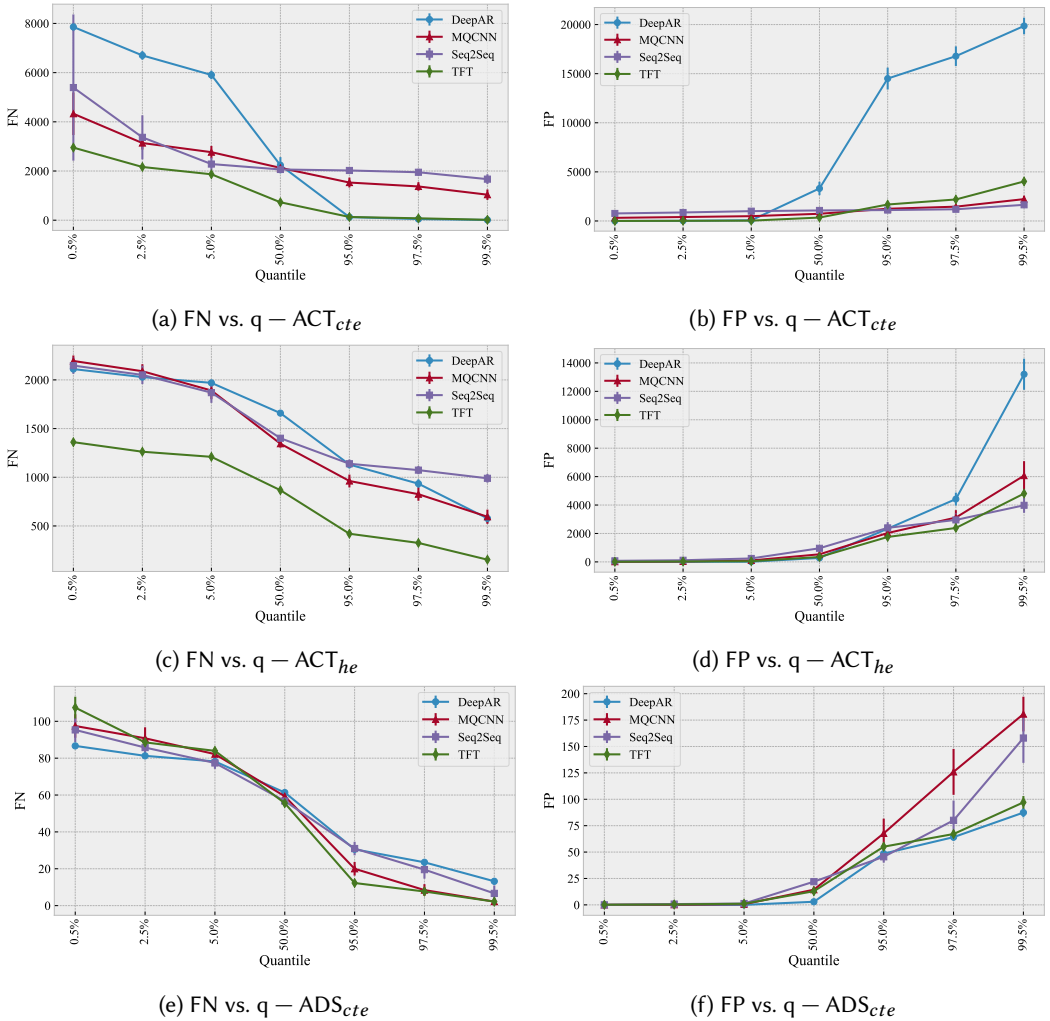 8000
6000
4000
2000
0
FN
DeepAR
MQCNN
Seq2Seq
TFT
0.5%
2.5%
5.0%
50.0%
95.0%
97.5%
99.5%
Quantile
(a) FN vs. q — ACT_cte
20000
15000
10000
5000
0
FP
DeepAR
MQCNN
Seq2Seq
TFT
0.5%
2.5%
5.0%
50.0%
95.0%
97.5%
99.5%
Quantile
(b) FP vs. q — ACT_cte
2000
1500
1000
500
FN
DeepAR
MQCNN
Seq2Seq
TFT
0.5%
2.5%
5.0%
50.0%
95.0%
97.5%
99.5%
Quantile
(c) FN vs. q — ACT_he
14000
12000
10000
8000
6000
4000
2000
0
FP
DeepAR
MQCNN
Seq2Seq
TFT
0.5%
2.5%
5.0%
50.0%
95.0%
97.5%
99.5%
Quantile
(d) FP vs. q — ACT_he
100
80
60
40
20
0
FN
DeepAR
MQCNN
Seq2Seq
TFT
0.5%
2.5%
5.0%
50.0%
95.0%
97.5%
99.5%
Quantile
(e) FN vs. q — ADS_cte
200
175
150
125
100
75
50
25
0
FP
DeepAR
MQCNN
Seq2Seq
TFT
0.5%
2.5%
5.0%
50.0%
95.0%
97.5%
99.5%
Quantile
(f) FP vs. q — ADS_cte